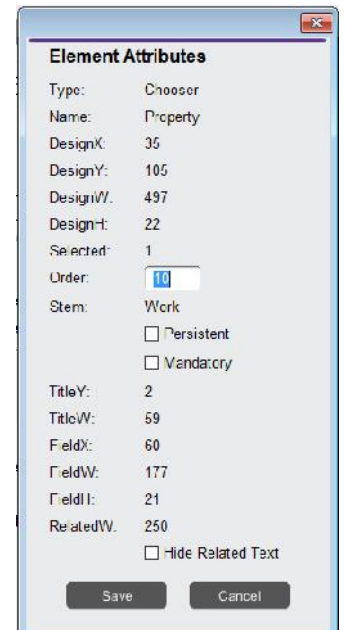 Element Attributes
Type: Chooser
Name: Property
DesignX: 35
DesignY: 105
DesignW: 497
DesignH: 22
Selected: 1
Order: 10
Stem: Work
Persistent
Mandatory
TitleY: 2
TitleW: 59
FieldX: 60
FieldW: 177
FieldH: 21
RelatedW: 250
Hide Related Text
Save Cancel